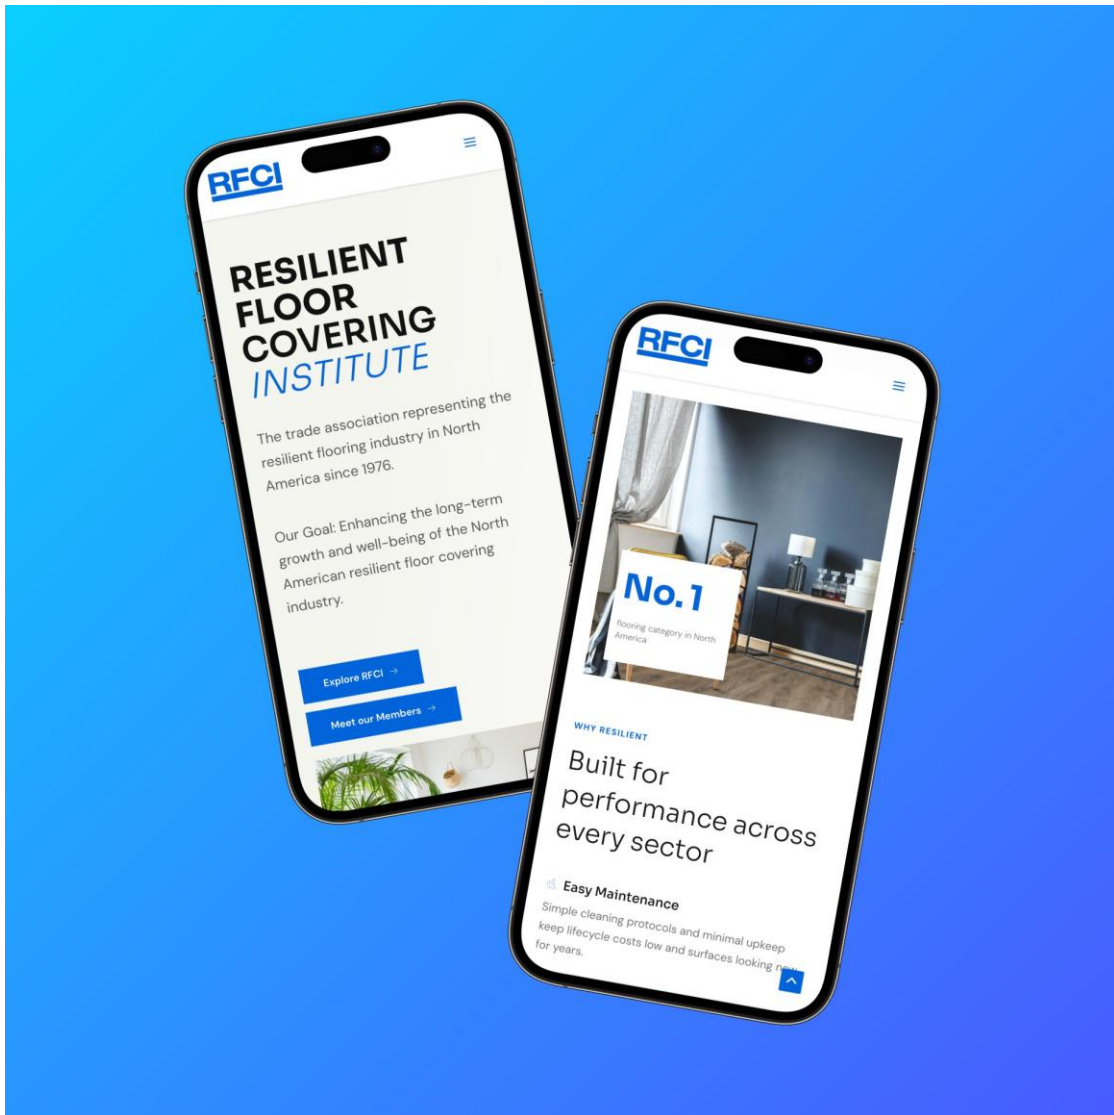 RFCI
RESILIENT
FLOOR
COVERING
INSTITUTE
The trade association representing the
resilient flooring industry in North
America since 1976.
Our Goal: Enhancing the long-term
growth and well-being of the North
American resilient floor covering
industry.
Explore RFCI →
Meet our Members →
RFCI
No. 1
flooring category in North
America
WHY RESILIENT
Built for
performance across
every sector
Easy Maintenance
Simple cleaning protocols and minimal upkeep
keep lifecycle costs low and surfaces looking new
for years.